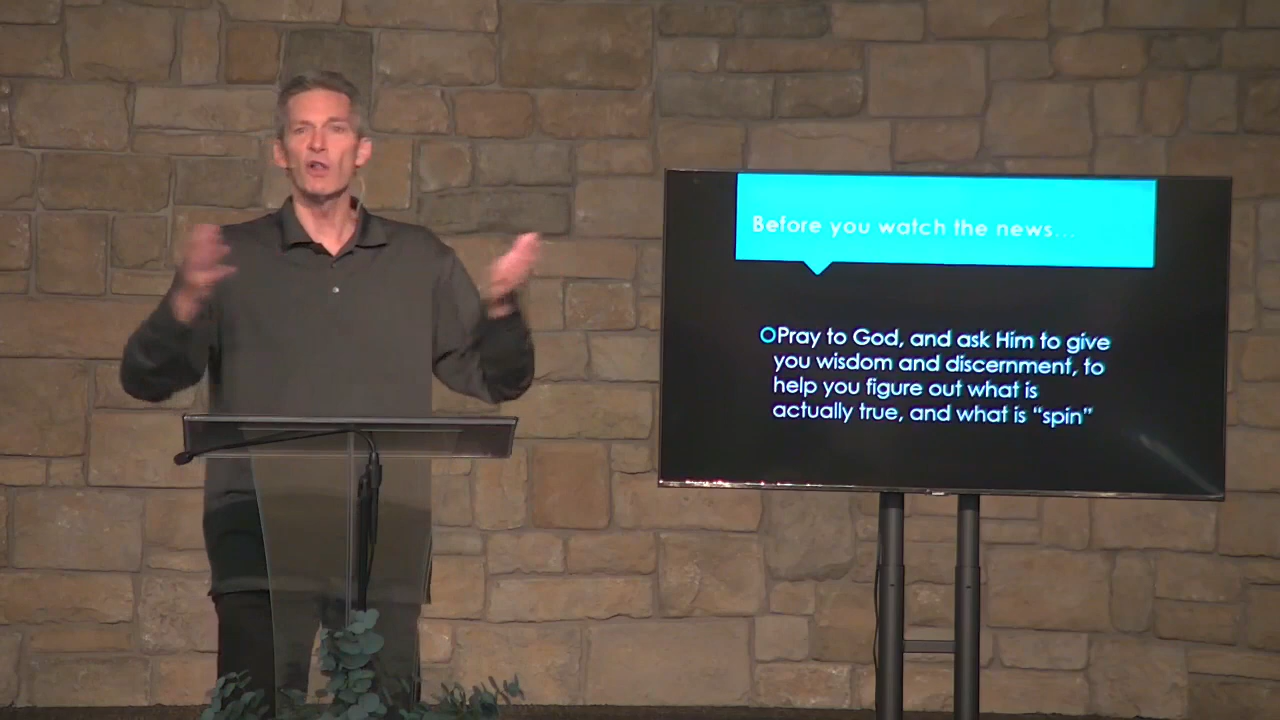 Before you watch the news...
Pray to God, and ask Him to give
you wisdom and discernment, to
help you figure out what is
actually true, and what is “spin”